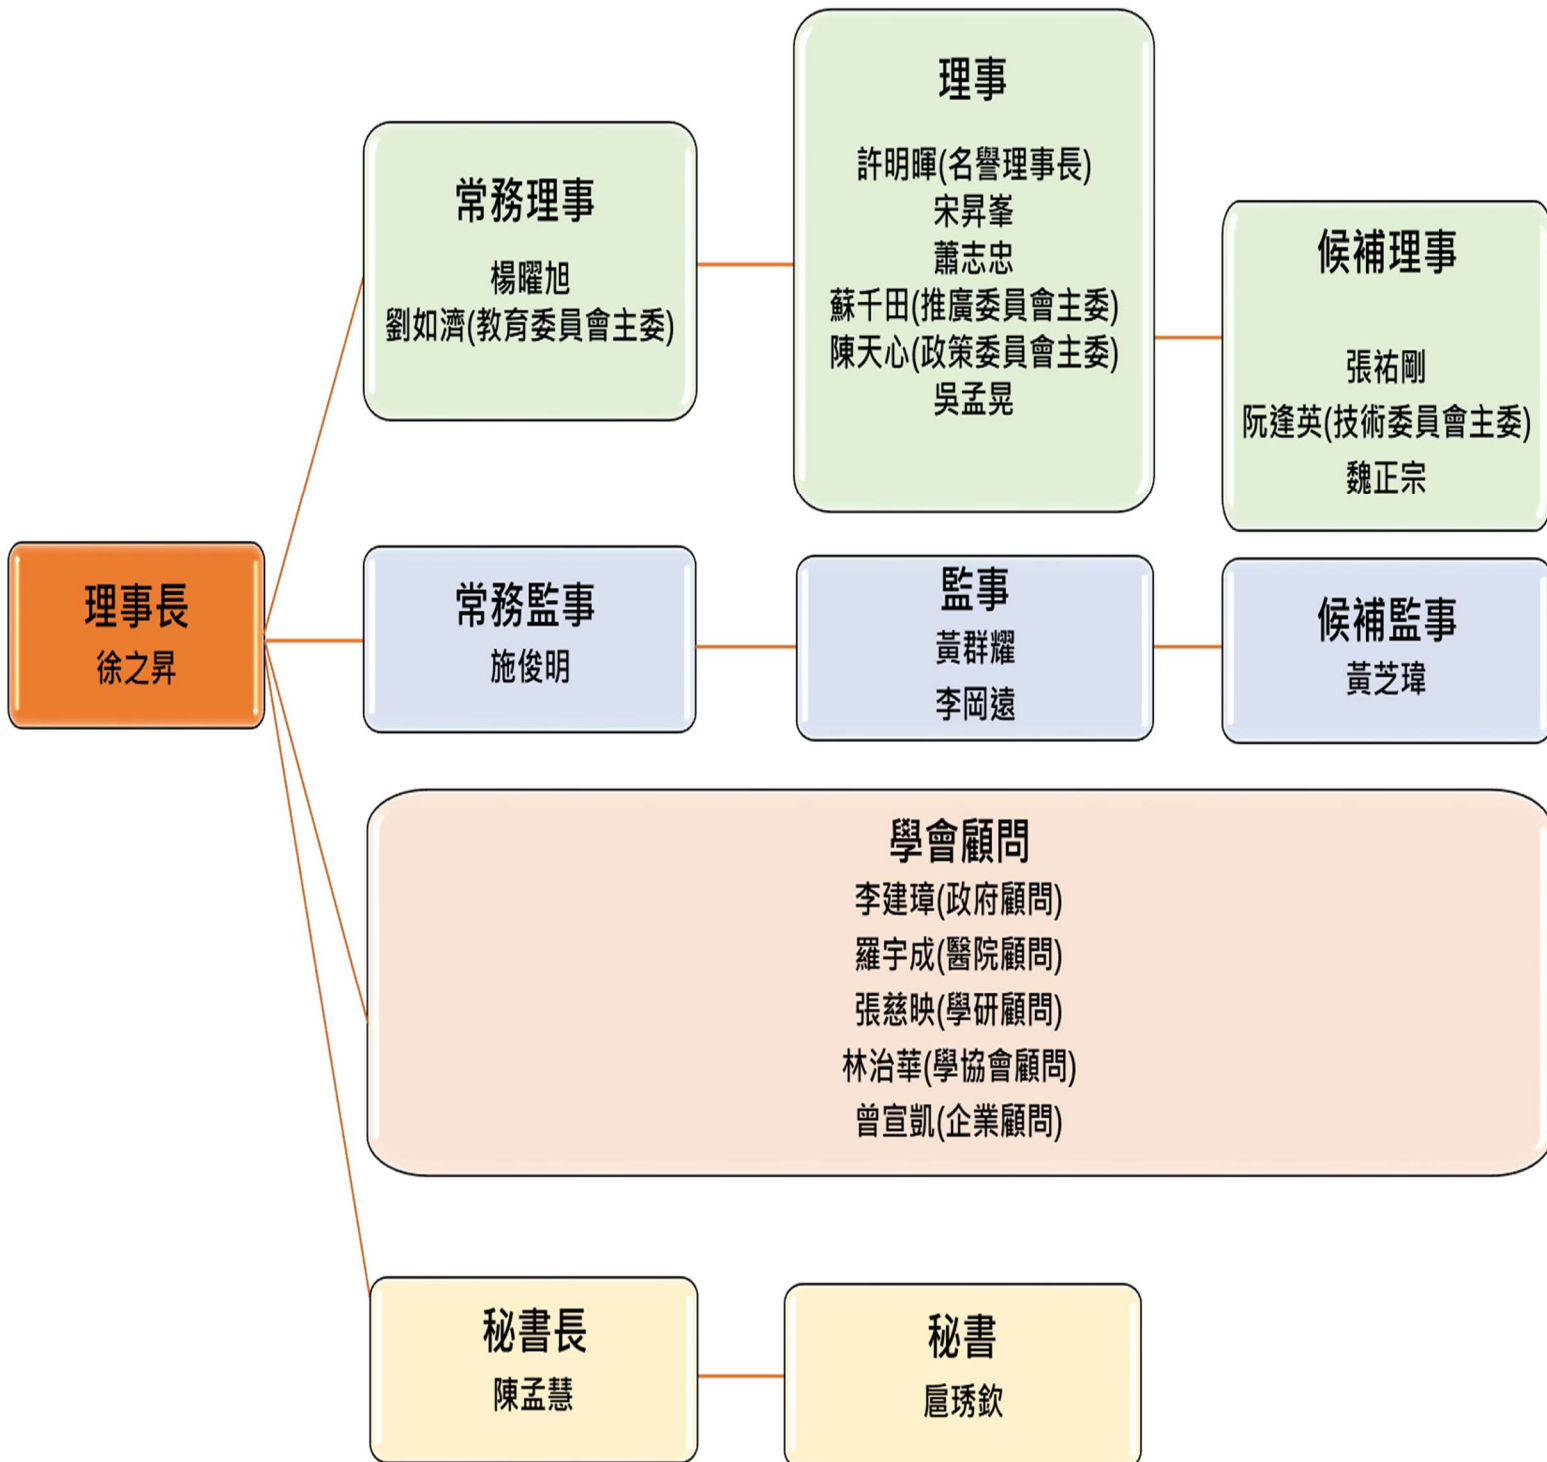 理事長
徐之昇
常務理事
楊曜旭
劉如濟(教育委員會主委)
理事
許明暉(名譽理事長)
宋昇峯
蕭志忠
蘇千田(推廣委員會主委)
陳天心(政策委員會主委)
吳孟晃
候補理事
張祐剛
阮逢英(技術委員會主委)
魏正宗
常務監事
施俊明
監事
黃群耀
李岡遠
候補監事
黃芝瑋
學會顧問
李建璋(政府顧問)
羅宇成(醫院顧問)
張慈映(學研顧問)
林治華(學協會顧問)
曾宣凱(企業顧問)
秘書長
陳孟慧
秘書
扈琇欽